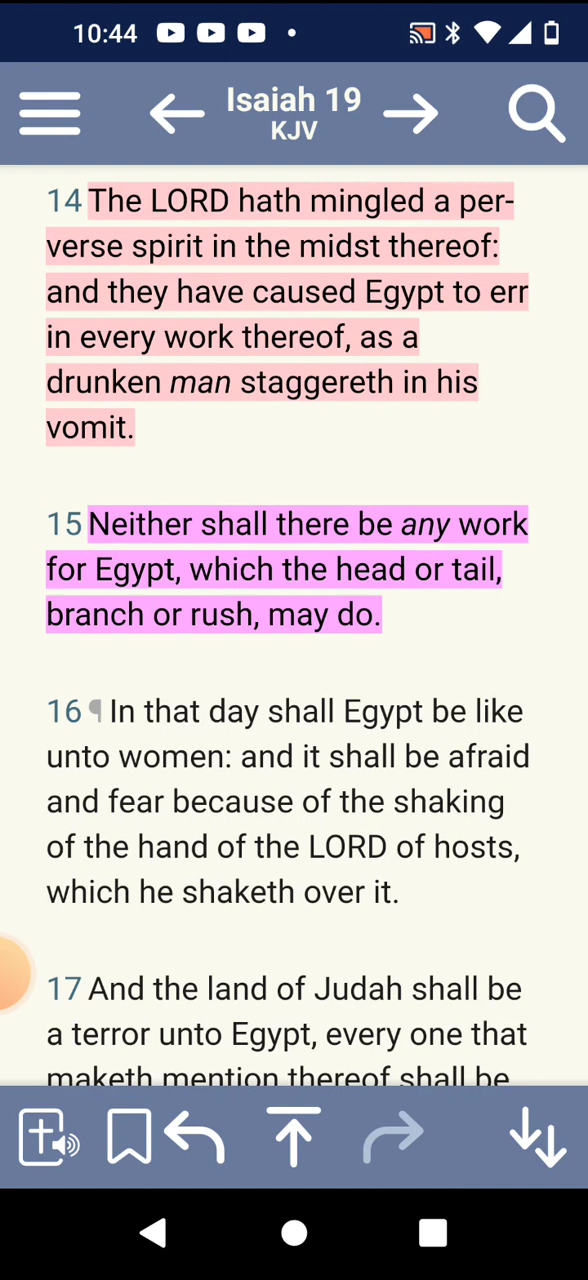 10:44
Isaiah 19
KJV
14 The LORD hath mingled a per-
verse spirit in the midst thereof:
and they have caused Egypt to err
in every work thereof, as a
drunken man staggereth in his
vomit.
15 Neither shall there be any work
for Egypt, which the head or tail,
branch or rush, may do.
16 ¶ In that day shall Egypt be like
unto women: and it shall be afraid
and fear because of the shaking
of the hand of the LORD of hosts,
which he shaketh over it.
17 And the land of Judah shall be
a terror unto Egypt, every one that
maketh mention thereof shall be